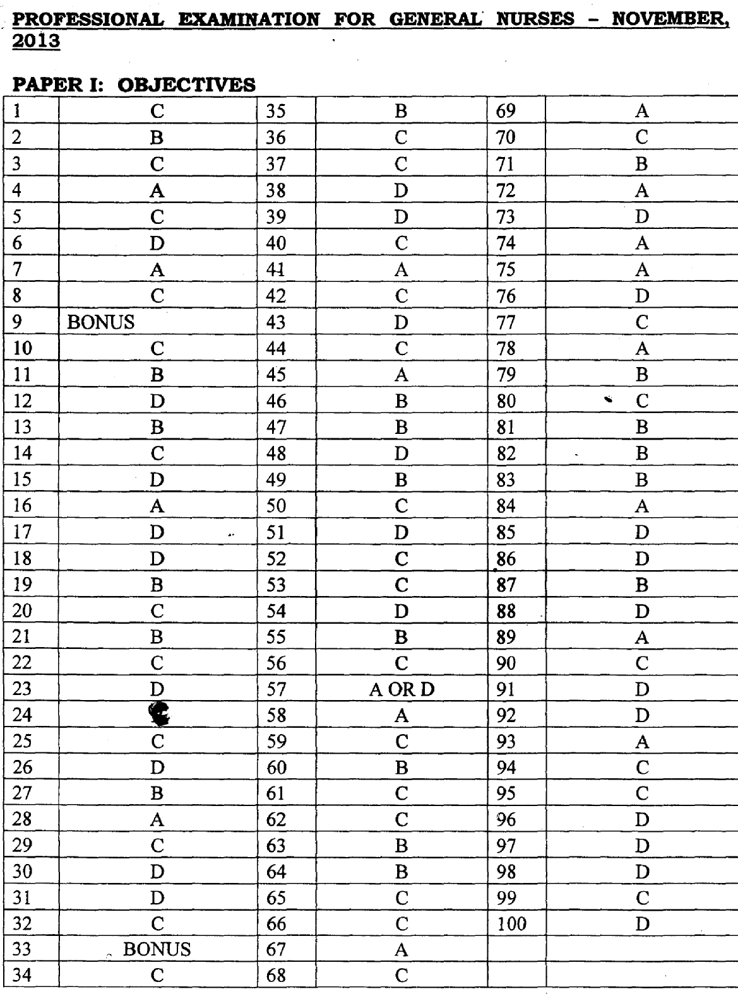 PROFESSIONAL EXAMINATION FOR GENERAL NURSES – NOVEMBER,
2013
PAPER I: OBJECTIVES
1 C 35 B 69 A
2 B 36 C 70 C
3 C 37 C 71 B
4 A 38 D 72 A
5 C 39 D 73 D
6 D 40 C 74 A
7 A 41 A 75 A
8 C 42 C 76 D
9 BONUS 43 D 77 C
10 C 44 C 78 A
11 B 45 A 79 B
12 D 46 B 80 C
13 B 47 B 81 B
14 C 48 D 82 B
15 D 49 B 83 B
16 A 50 C 84 A
17 D 51 D 85 D
18 D 52 C 86 D
19 B 53 C 87 B
20 C 54 D 88 D
21 B 55 B 89 A
22 C 56 C 90 C
23 D 57 A OR D 91 D
24 58 A 92 D
25 C 59 C 93 A
26 D 60 B 94 C
27 B 61 C 95 C
28 A 62 C 96 D
29 C 63 B 97 D
30 D 64 B 98 D
31 D 65 C 99 C
32 C 66 C 100 D
33 BONUS 67 A
34 C 68 C